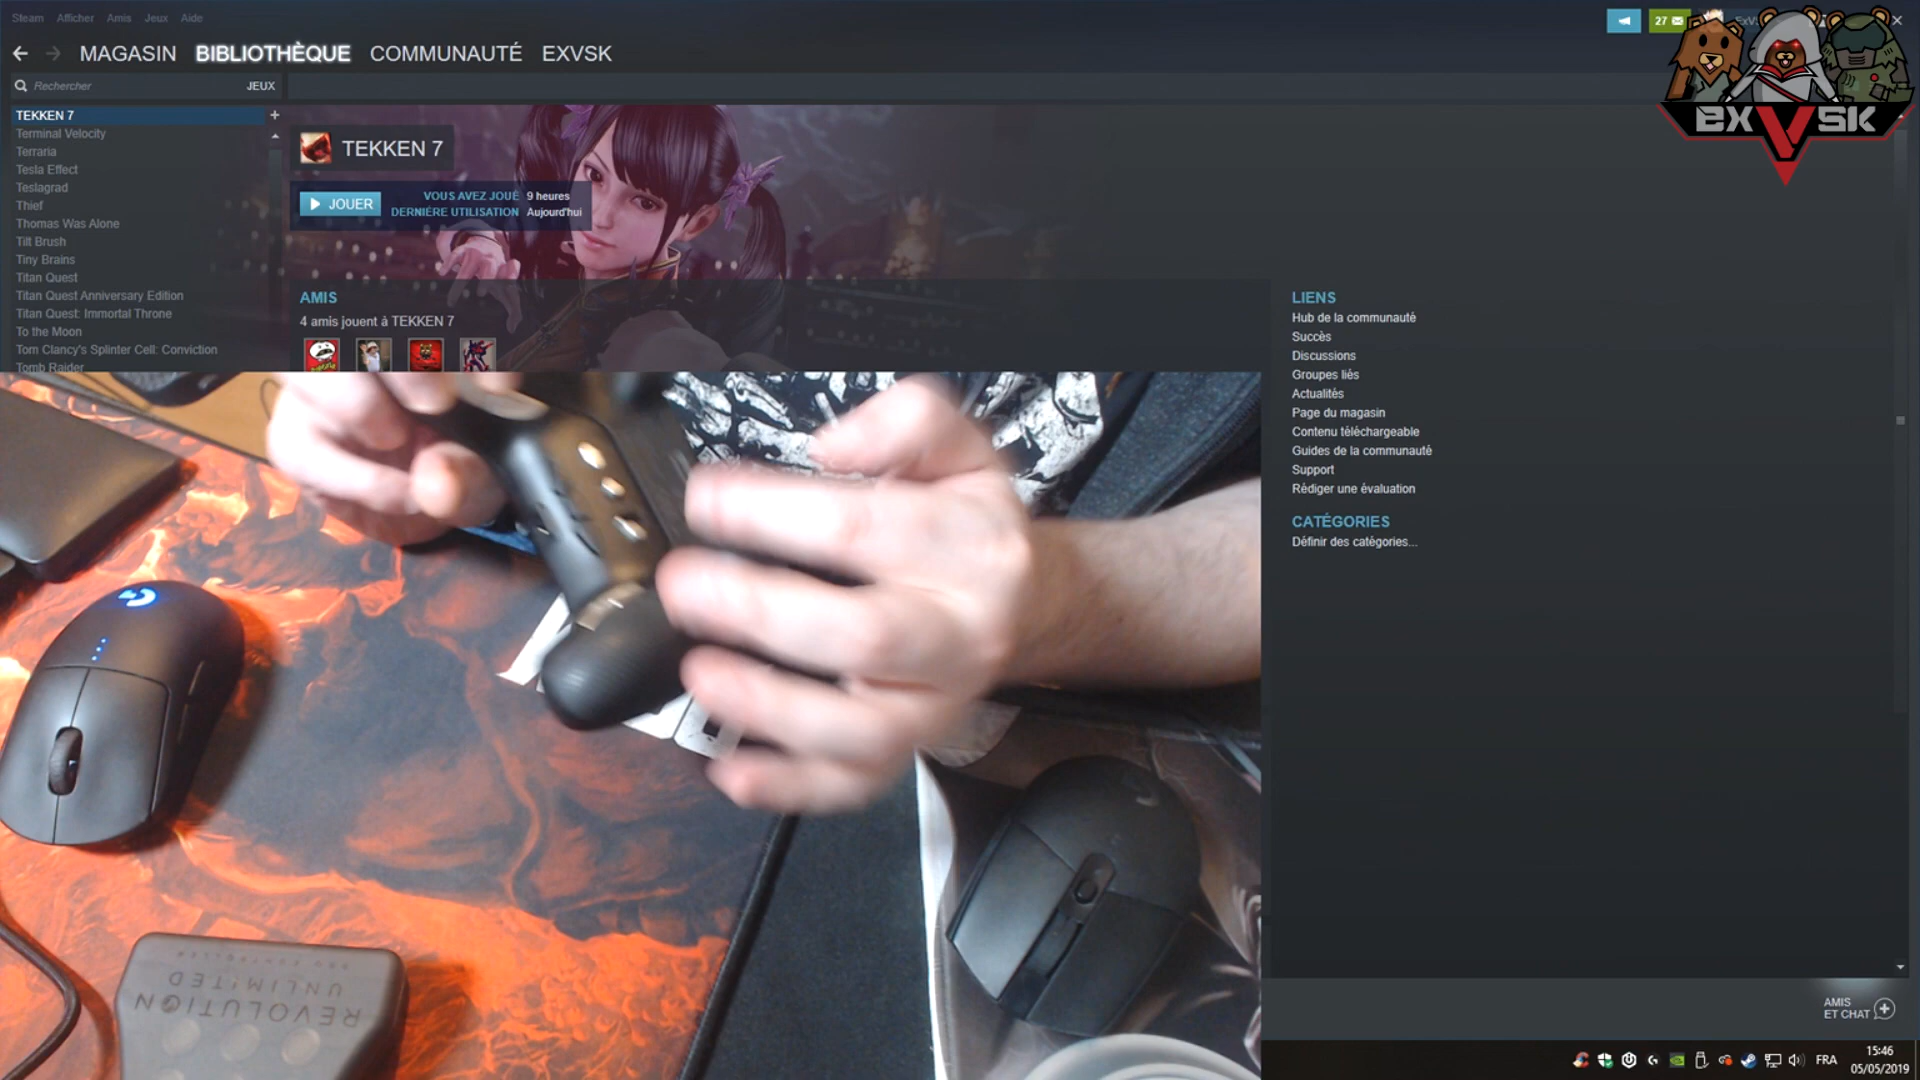 Steam Afficher Amis Jeux Aide
27
MAGASIN BIBLIOTHÈQUE COMMUNAUTÉ EXVSK
Rechercher
JEUX
TEKKEN 7
Terminal Velocity
Terraria
Tesla Effect
Teslagrad
Thief
Thomas Was Alone
Tilt Brush
Tiny Brains
Titan Quest
Titan Quest Anniversary Edition
Titan Quest: Immortal Throne
To the Moon
Tom Clancy's Splinter Cell: Conviction
Tomb Raider
TEKKEN 7
JOUER
VOUS AVEZ JOUÉ 9 heures
DERNIÈRE UTILISATION Aujourd'hui
AMIS
4 amis jouent à TEKKEN 7
LIENS
Hub de la communauté
Succès
Discussions
Groupes liés
Actualités
Page du magasin
Contenu téléchargeable
Guides de la communauté
Support
Rédiger une évaluation
CATÉGORIES
Définir des catégories...
EXVSK
REVOLUTION
UNLIMITED
PRO CONTROLLER
AMIS
ET CHAT
FRA
15:46
05/05/2019